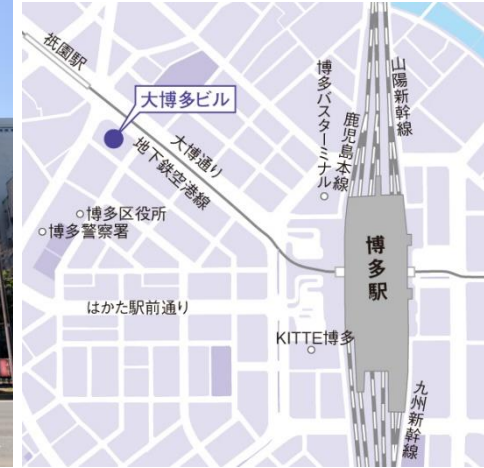 祇園駅
大博多ビル
大博通り
地下鉄空港線
博多バスターミナル
鹿児島本線
山陽新幹線
博多区役所
博多警察署
博多駅
はかた駅前通り
KITTE博多
九州新幹線